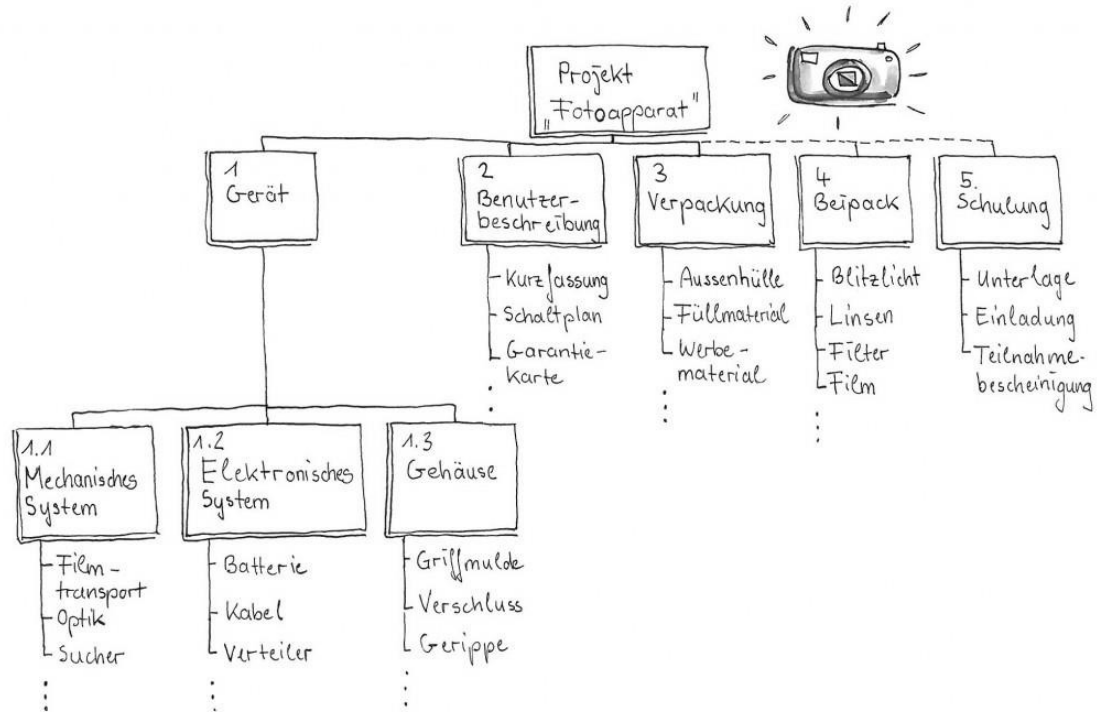 Projekt
"Fotoapparat"
1
Gerät
2
Benutzer-
beschreibung
3
Verpackung
4
Beipack
5.
Schulung
- Kurzfassung
- Schaltplan
- Garantie-
karte
- Aussenhülle
- Füllmaterial
- Werbe-
material
- Blitzlicht
- Linsen
- Filter
- Film
- Unterlage
- Einladung
- Teilnahme-
bescheinigung
1.1
Mechanisches
System
1.2
Elektronisches
System
1.3
Gehäuse
- Film-
transport
- Optik
- Sucher
- Batterie
- Kabel
- Verteiler
- Griffmulde
- Verschluss
- Gerippe